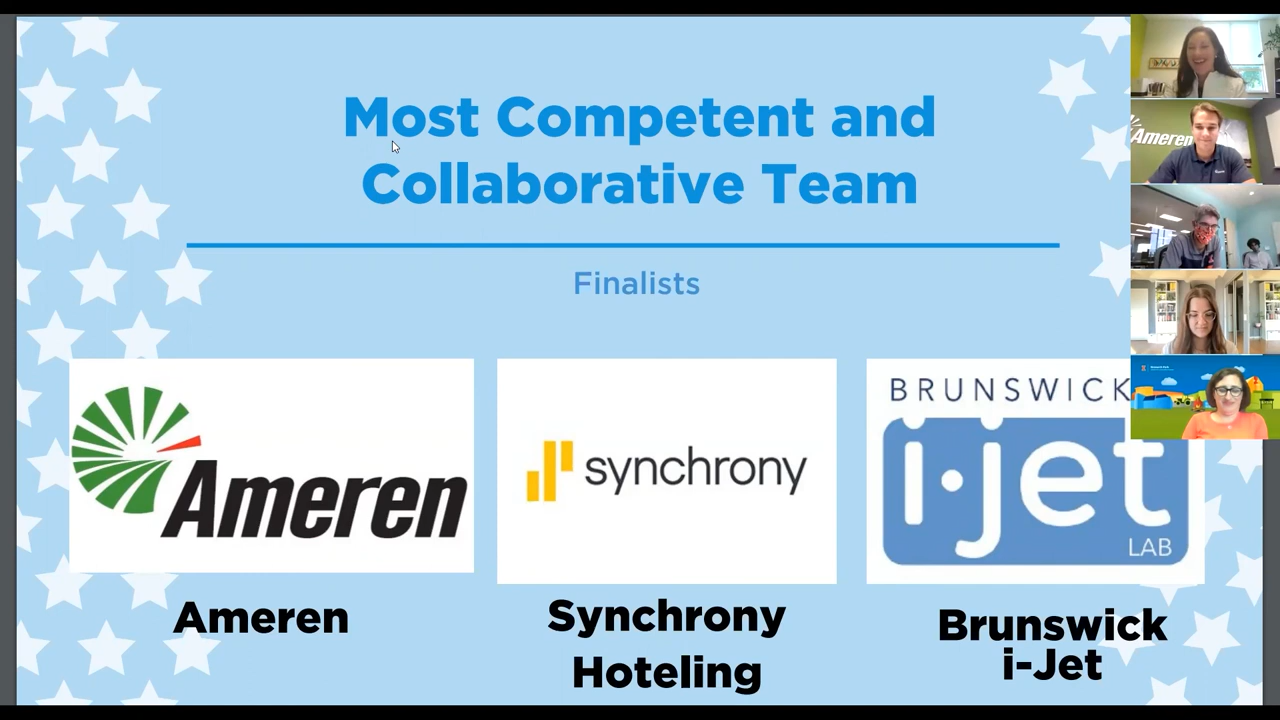 Most Competent and
Collaborative Team
Finalists
Ameren
synchrony
BRUNSWICK
i·jet
LAB
Ameren
Synchrony
Hoteling
Brunswick
i-Jet
Ameren